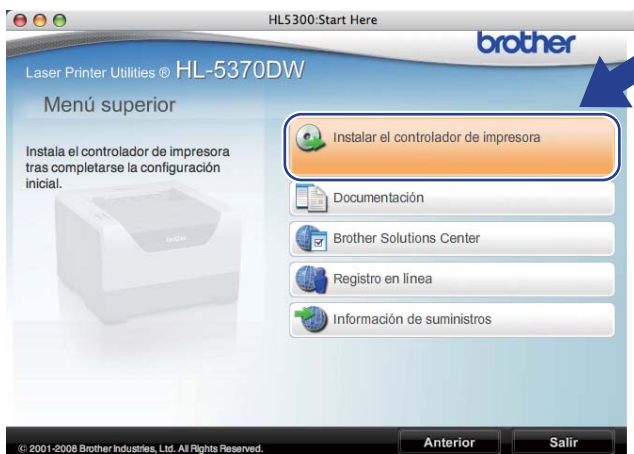 HL5300:Start Here
brother
Laser Printer Utilities ® HL-5370DW
Menú superior
Instala el controlador de impresora
tras completarse la configuración
inicial.
Instalar el controlador de impresora
Documentación
Brother Solutions Center
Registro en línea
Información de suministros
brother
© 2001-2008 Brother Industries, Ltd. All Rights Reserved.
Anterior
Salir